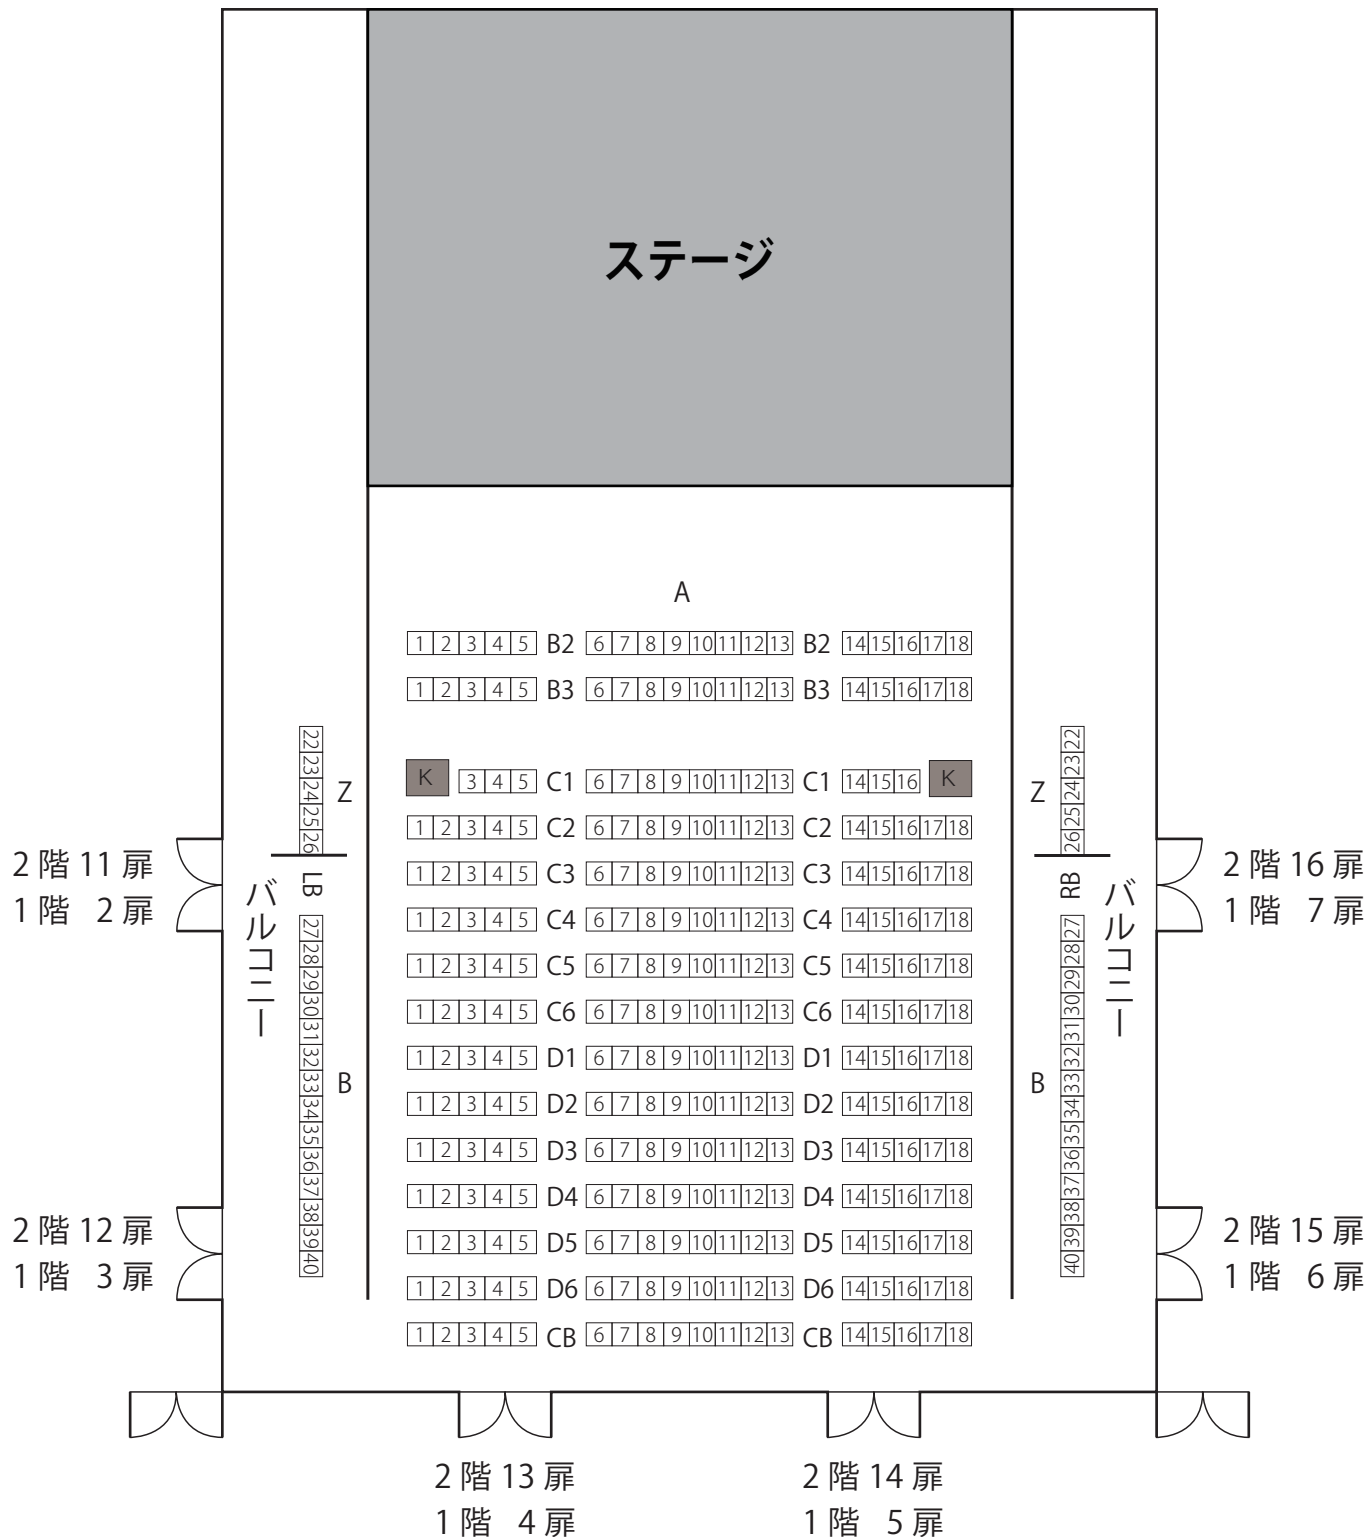 ステージ
A
1 2 3 4 5 B2 6 7 8 9 10 11 12 13 B2 14 15 16 17 18
1 2 3 4 5 B3 6 7 8 9 10 11 12 13 B3 14 15 16 17 18
K 3 4 5 C1 6 7 8 9 10 11 12 13 C1 14 15 16 K
1 2 3 4 5 C2 6 7 8 9 10 11 12 13 C2 14 15 16 17 18
1 2 3 4 5 C3 6 7 8 9 10 11 12 13 C3 14 15 16 17 18
1 2 3 4 5 C4 6 7 8 9 10 11 12 13 C4 14 15 16 17 18
1 2 3 4 5 C5 6 7 8 9 10 11 12 13 C5 14 15 16 17 18
1 2 3 4 5 C6 6 7 8 9 10 11 12 13 C6 14 15 16 17 18
1 2 3 4 5 D1 6 7 8 9 10 11 12 13 D1 14 15 16 17 18
1 2 3 4 5 D2 6 7 8 9 10 11 12 13 D2 14 15 16 17 18
1 2 3 4 5 D3 6 7 8 9 10 11 12 13 D3 14 15 16 17 18
1 2 3 4 5 D4 6 7 8 9 10 11 12 13 D4 14 15 16 17 18
1 2 3 4 5 D5 6 7 8 9 10 11 12 13 D5 14 15 16 17 18
1 2 3 4 5 D6 6 7 8 9 10 11 12 13 D6 14 15 16 17 18
1 2 3 4 5 CB 6 7 8 9 10 11 12 13 CB 14 15 16 17 18
22 23 24 25 26 LB 27 28 29 30 31 32 33 34 35 36 37 38 39 40
Z
B
バルコニー
22 23 24 25 26 RB 27 28 29 30 31 32 33 34 35 36 37 38 39 40
Z
B
バルコニー
2 階 11 扉
1 階 2 扉
2 階 12 扉
1 階 3 扉
2 階 16 扉
1 階 7 扉
2 階 15 扉
1 階 6 扉
2 階 13 扉
1 階 4 扉
2 階 14 扉
1 階 5 扉